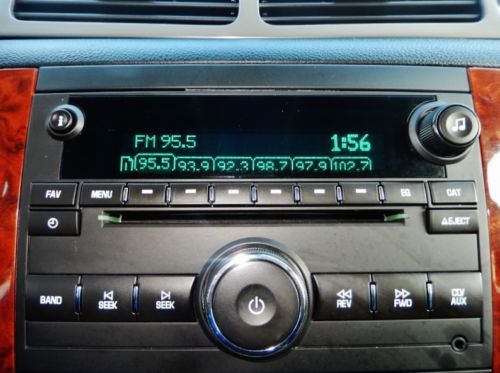 FM 95.5 1:56
1 95.5 93.9 92.3 98.7 97.9 102.7
FAV MENU EQ CAT
EJECT
BAND SEEK SEEK REV FWD CD/AUX